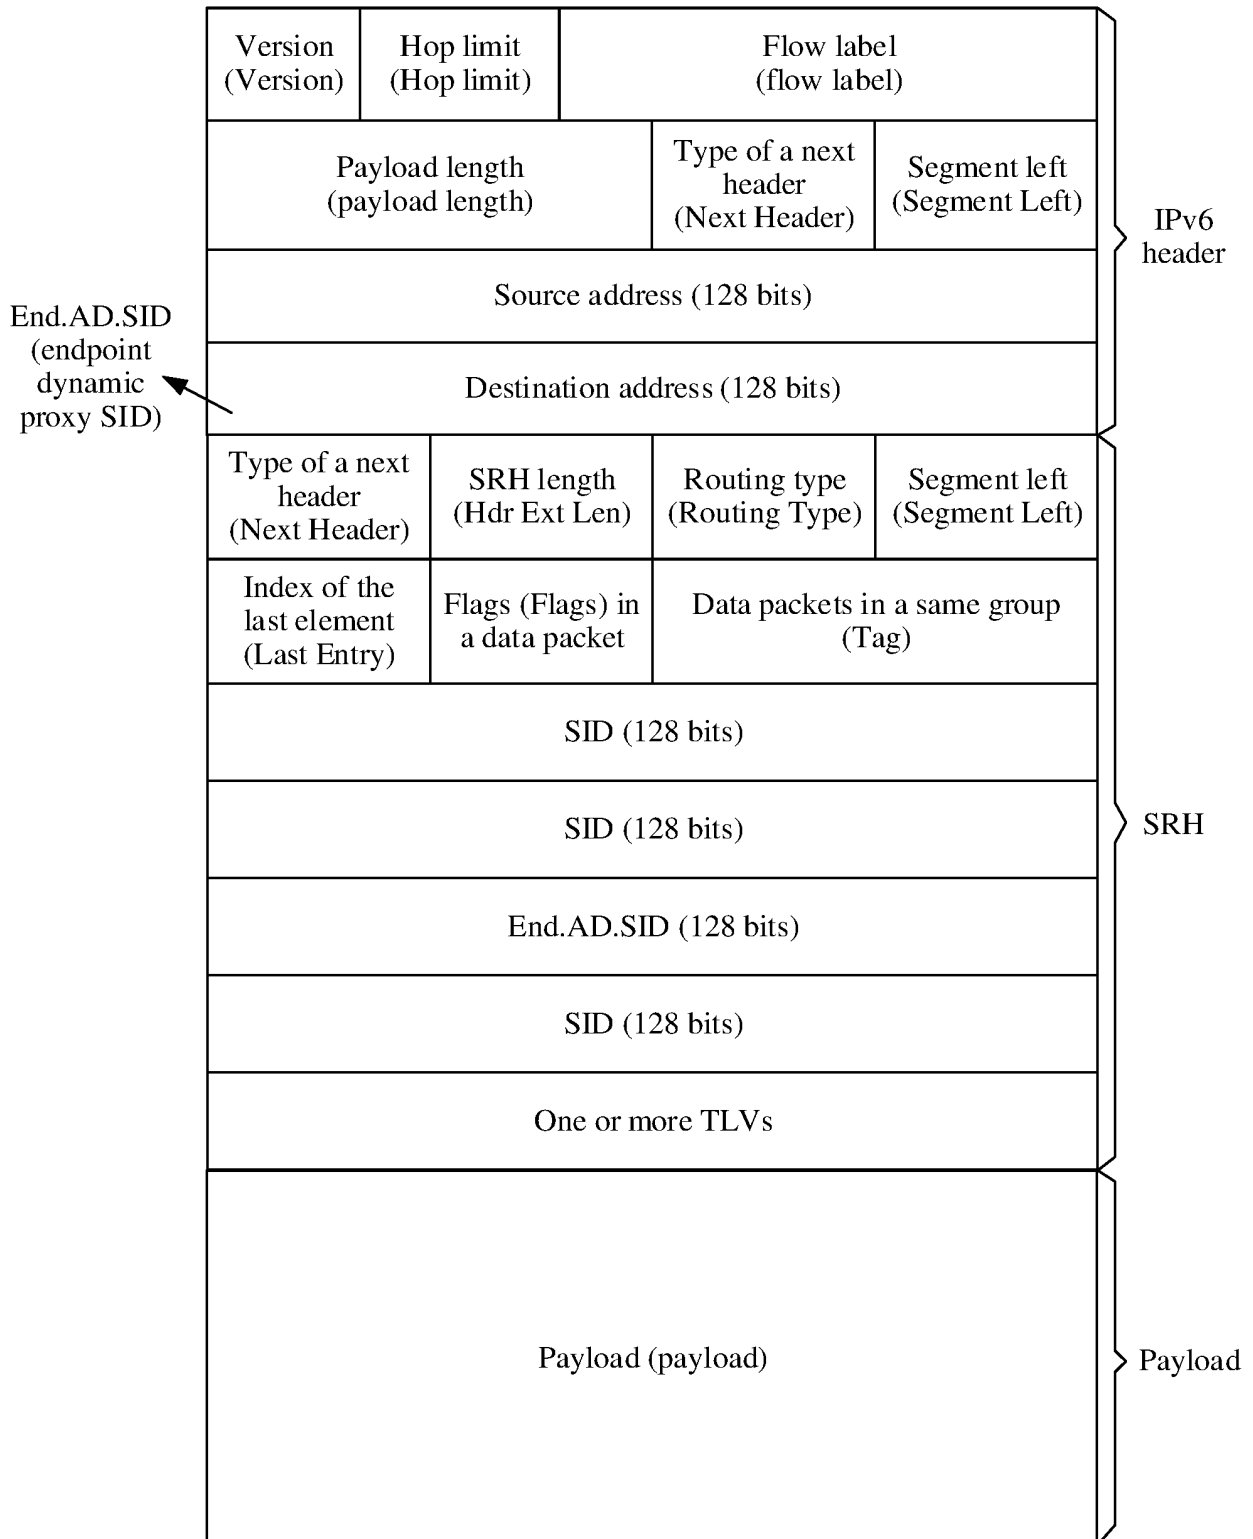 Version
(Version)
Hop limit
(Hop limit)
Flow label
(flow label)
Payload length
(payload length)
Type of a next
header
(Next Header)
Segment left
(Segment Left)
IPv6
header
Source address (128 bits)
End.AD.SID
(endpoint
dynamic
proxy SID)
Destination address (128 bits)
Type of a next
header
(Next Header)
SRH length
(Hdr Ext Len)
Routing type
(Routing Type)
Segment left
(Segment Left)
Index of the
last element
(Last Entry)
Flags (Flags) in
a data packet
Data packets in a same group
(Tag)
SID (128 bits)
SID (128 bits)
SRH
End.AD.SID (128 bits)
SID (128 bits)
One or more TLVs
Payload (payload)
Payload